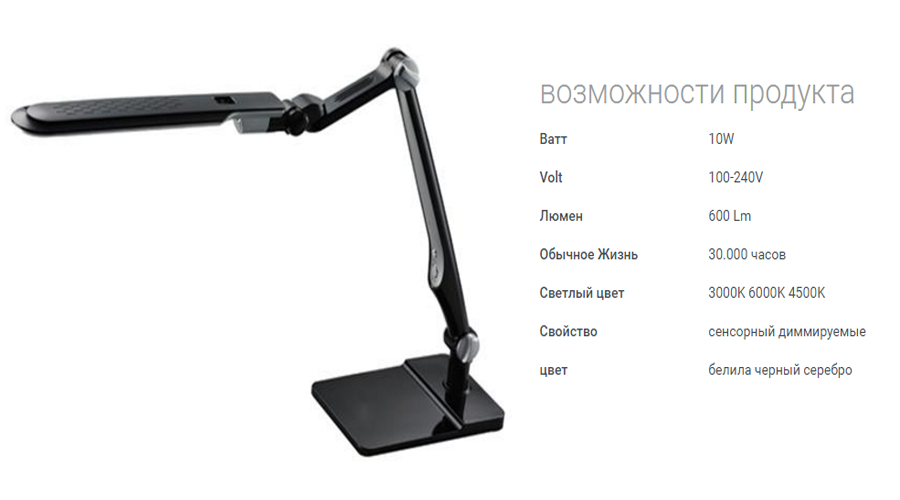 возможности продукта
Ватт 10W
Volt 100-240V
Люмен 600 Lm
Обычное Жизнь 30.000 часов
Светлый цвет 3000K 6000K 4500K
Свойство сенсорный диммируемые
цвет белила черный серебро